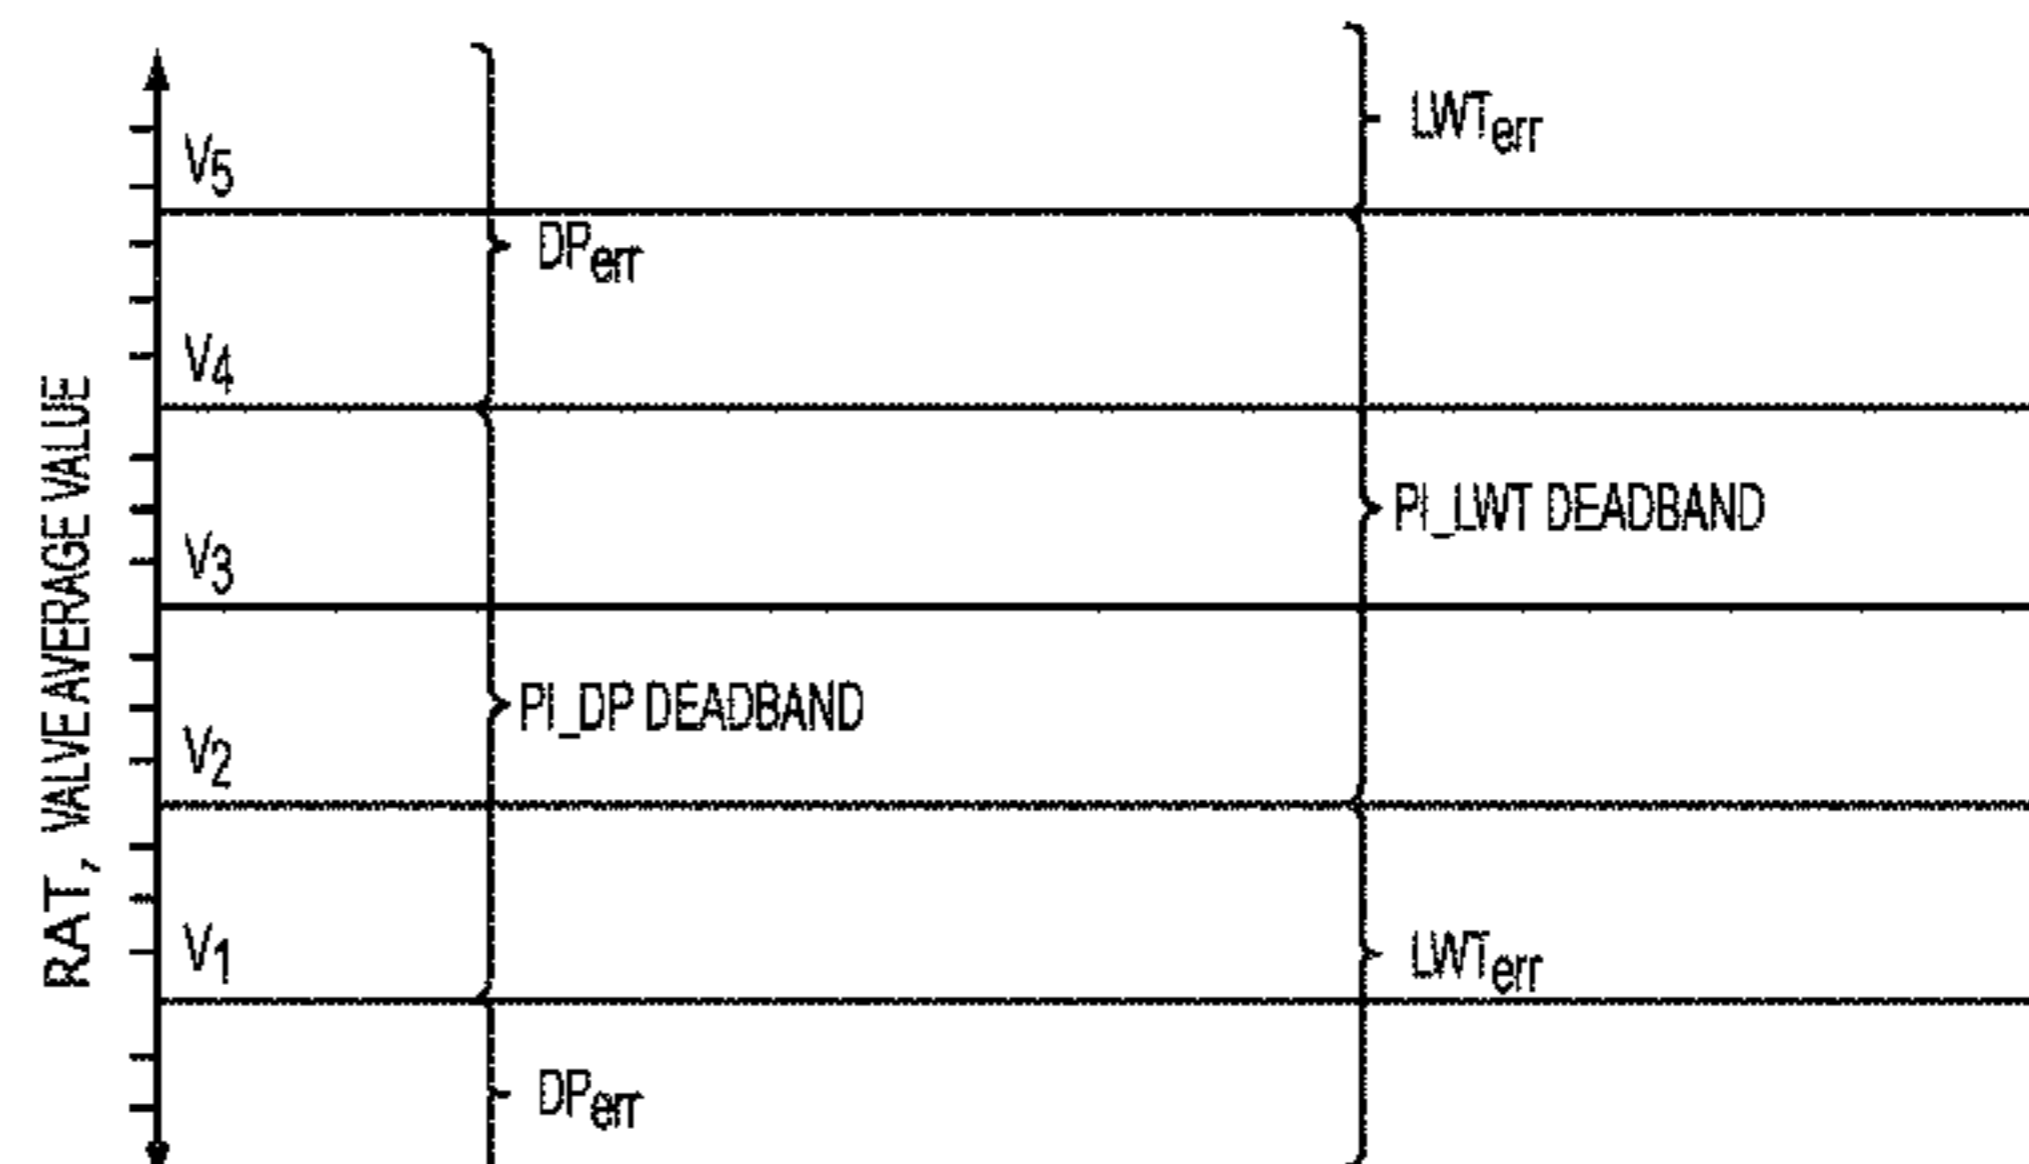 LWTerr
V5
DPerr
V4
PI_LWT DEADBAND
V3
PI_DP DEADBAND
V2
V1
LWTerr
DPerr
RAT, VALVE AVERAGE VALUE